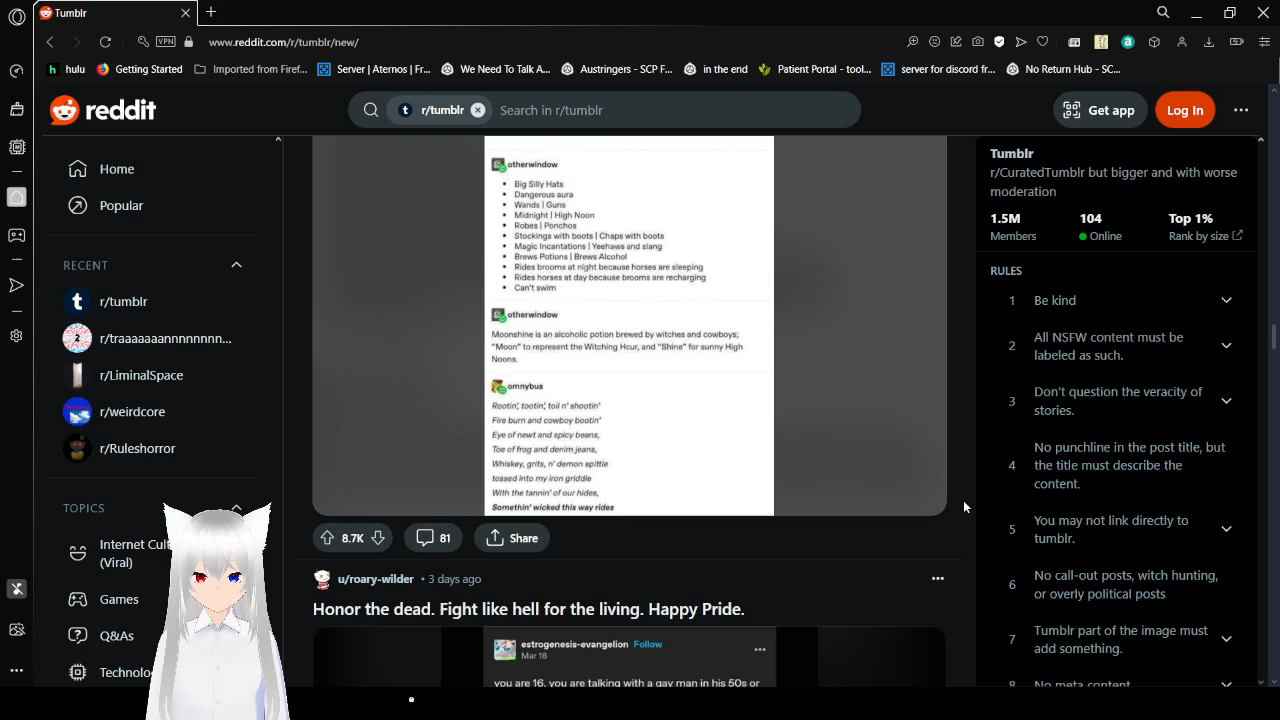 Tumblr
www.reddit.com/r/tumblr/new/
VPN
hulu
Getting Started
Imported from Firef...
Server | Aternos | Fr...
We Need To Talk A...
Austringers - SCP F...
in the end
Patient Portal - tool...
server for discord fr...
No Return Hub - SC...
reddit
r/tumblr
Search in r/tumblr
Get app
Log In
Home
Popular
RECENT
r/tumblr
r/traaaaaaannnnnnnn...
r/LiminalSpace
r/weirdcore
r/Ruleshorror
TOPICS
Internet Cul
(Viral)
Games
Q&As
Technolo
otherwindow
• Big Silly Hats
• Dangerous aura
• Wands | Guns
• Midnight | High Noon
• Robes | Ponchos
• Stockings with boots | Chaps with boots
• Magic Incantations | Yeehaws and slang
• Brews Potions | Brews Alcohol
• Rides brooms at night because horses are sleeping
• Rides horses at day because brooms are recharging
• Can't swim
otherwindow
Moonshine is an alcoholic potion brewed by witches and cowboys;
"Moon" to represent the Witching Hour, and "Shine" for sunny High
Noons.
omnybus
Rootin', tootin', toil n' shootin'
Fire burn and cowboy bootin'
Eye of newt and spicy beans,
Toe of frog and denim jeans,
Whiskey, grits, n' demon spittle
tossed into my iron griddle
With the tannin' of our hides,
Somethin' wicked this way rides
8.7K
81
Share
u/roary-wilder • 3 days ago
Honor the dead. Fight like hell for the living. Happy Pride.
estrogenesis-evangelion Follow
Mar 18
you are 16, you are talking with a gay man in his 50s or
Tumblr
r/CuratedTumblr but bigger and with worse
moderation
1.5M
Members
104
Online
Top 1%
Rank by size
RULES
1 Be kind
2 All NSFW content must be
labeled as such.
3 Don't question the veracity of
stories.
4 No punchline in the post title, but
the title must describe the
content.
5 You may not link directly to
tumblr.
6 No call-out posts, witch hunting,
or overly political posts
7 Tumblr part of the image must
add something.
8 No meta content